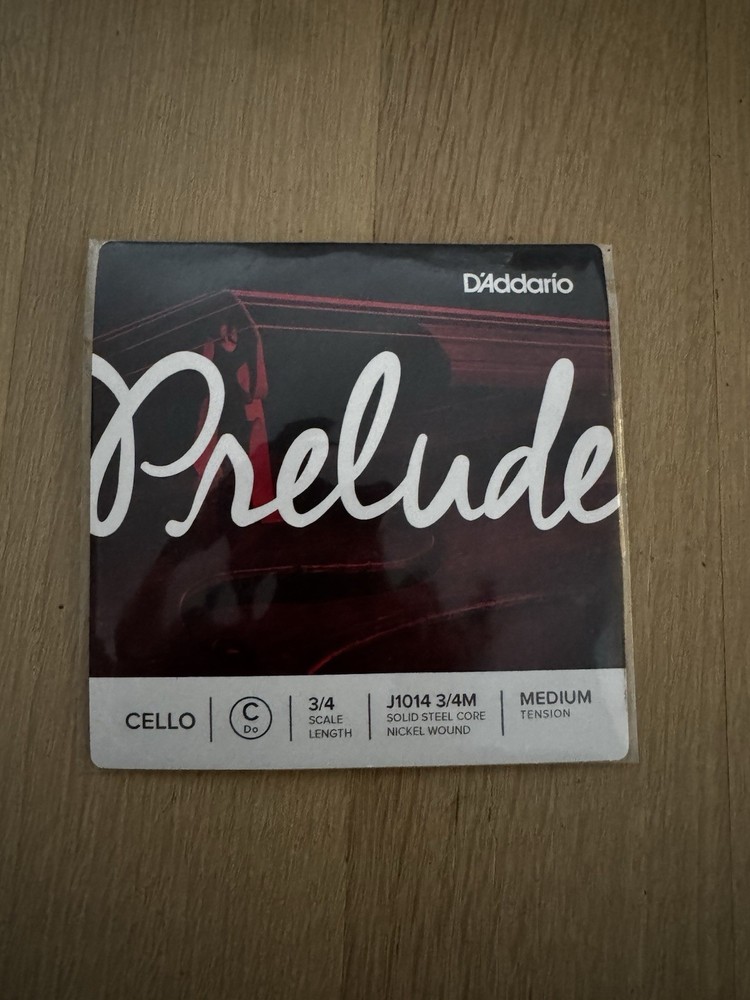 D'Addario
Prelude
CELLO
C
Do
3/4
SCALE
LENGTH
J1014 3/4M
SOLID STEEL CORE
NICKEL WOUND
MEDIUM
TENSION